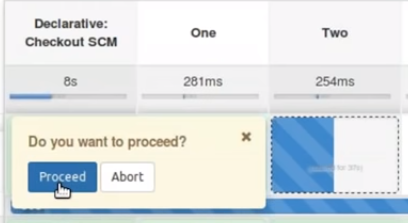 Declarative:
Checkout SCM
One
Two
8s
281ms
254ms
Do you want to proceed?
Proceed
Abort